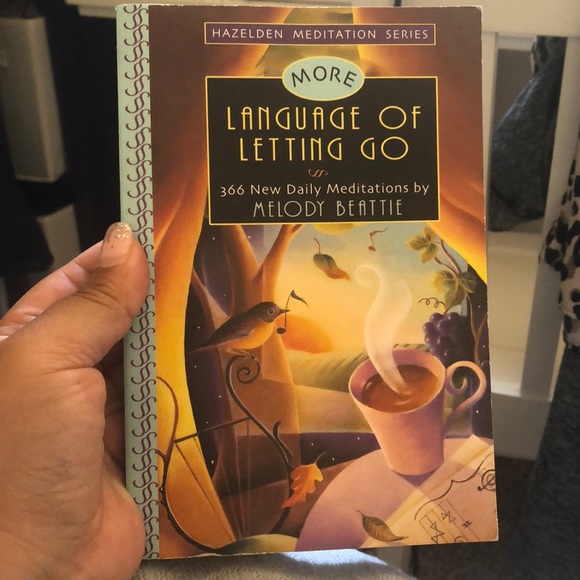 HAZELDEN MEDITATION SERIES
MORE
LANGUAGE OF
LETTING GO
366 New Daily Meditations by
MELODY BEATTIE